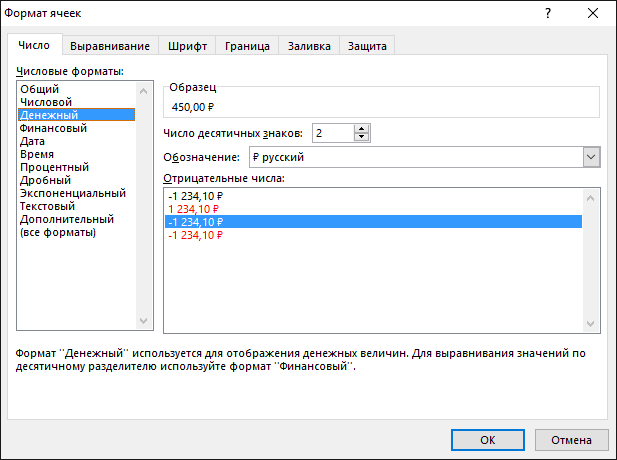 Формат ячеек
?
Число
Выравнивание
Шрифт
Граница
Заливка
Защита
Числовые форматы:
Общий
Числовой
Денежный
Финансовый
Дата
Время
Процентный
Дробный
Экспоненциальный
Текстовый
Дополнительный
(все форматы)
Образец
450,00 ₽
Число десятичных знаков: 2
Обозначение: ₽ русский
Отрицательные числа:
-1 234,10 ₽
1 234,10 ₽
-1 234,10 ₽
-1 234,10 ₽
Формат "Денежный" используется для отображения денежных величин. Для выравнивания значений по
десятичному разделителю используйте формат "Финансовый".
ОК
Отмена